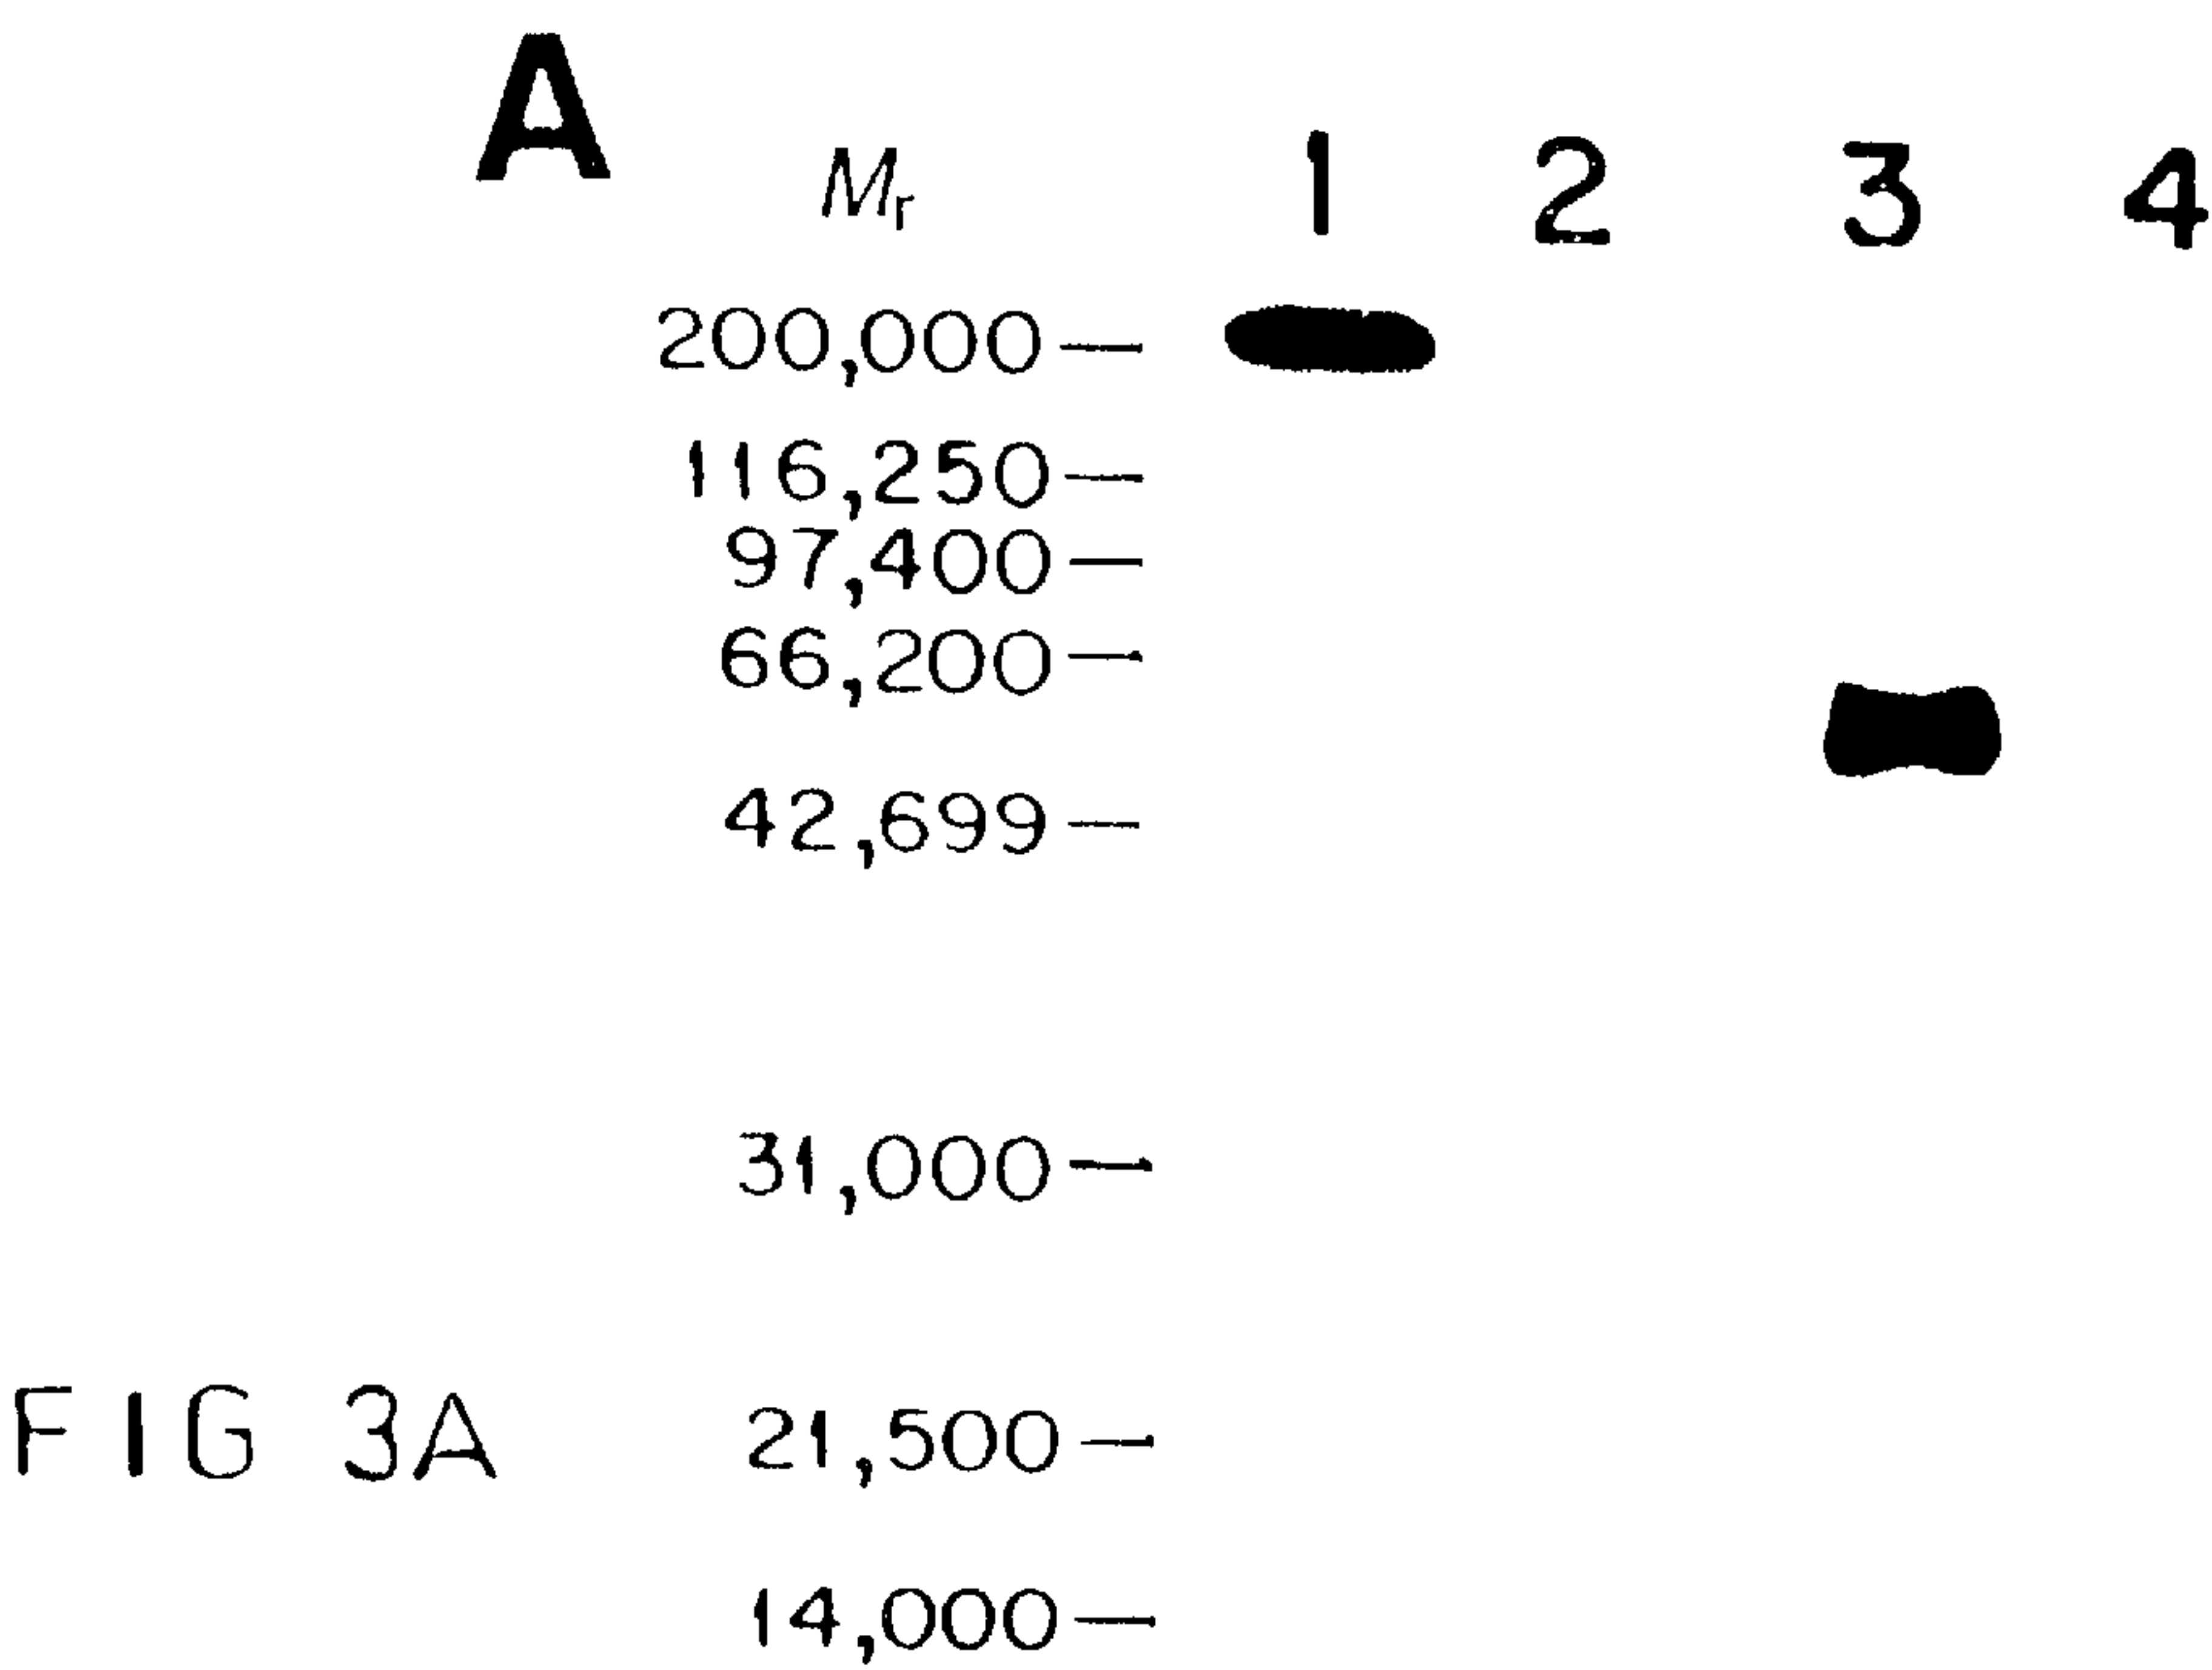 A
Mr 1 2 3 4
200,000—
116,250—
97,400—
66,200—
42,699—
31,000—
21,500—
FIG 3A
14,000—